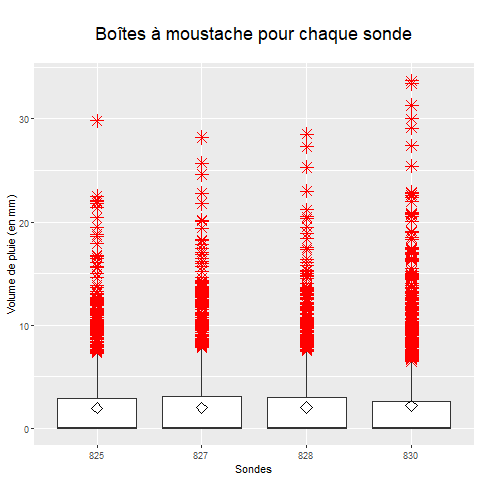 Boîtes à moustache pour chaque sonde
Volume de pluie (en mm)
30
20
10
0
825 827 828 830
Sondes